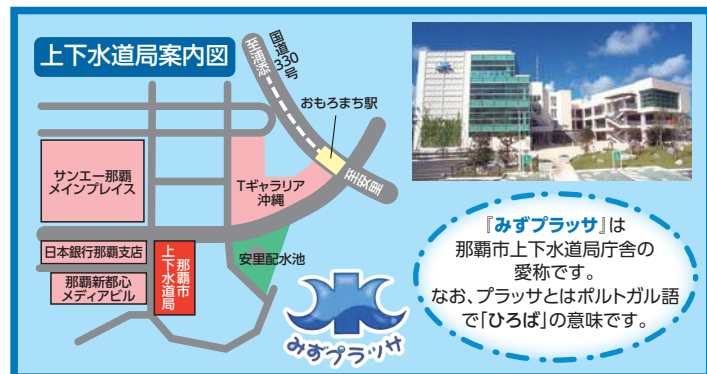 上下水道局案内図
至浦添
国道330号
おもろまち駅
サンエー那覇
メインプレイス
Tギャラリア
沖縄
至安里
日本銀行那覇支店
那覇市
上下水道局
安里配水池
那覇新都心
メディアビル
みずプラッサ
『みずプラッサ』は
那覇市上下水道局庁舎の
愛称です。
なお、プラッサとはポルトガル語
で「ひろば」の意味です。